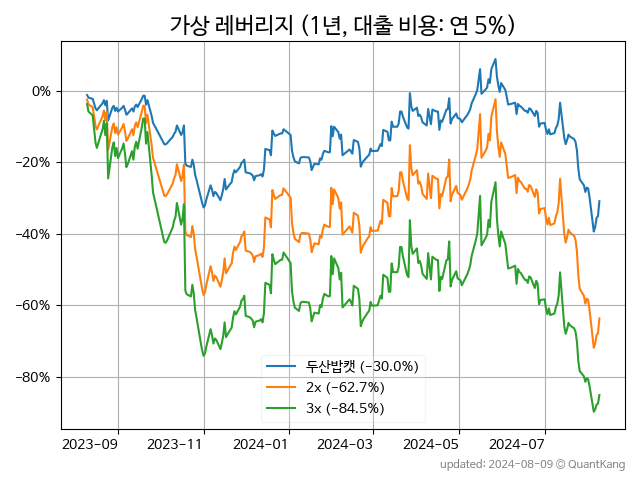 가상 레버리지 (1년, 대출 비용: 연 5%)
0%
−20%
−40%
−60%
−80%
두산밥캣 (−30.0%)
2x (−62.7%)
3x (−84.5%)
2023-09 2023-11 2024-01 2024-03 2024-05 2024-07
updated: 2024-08-09 © QuantKang